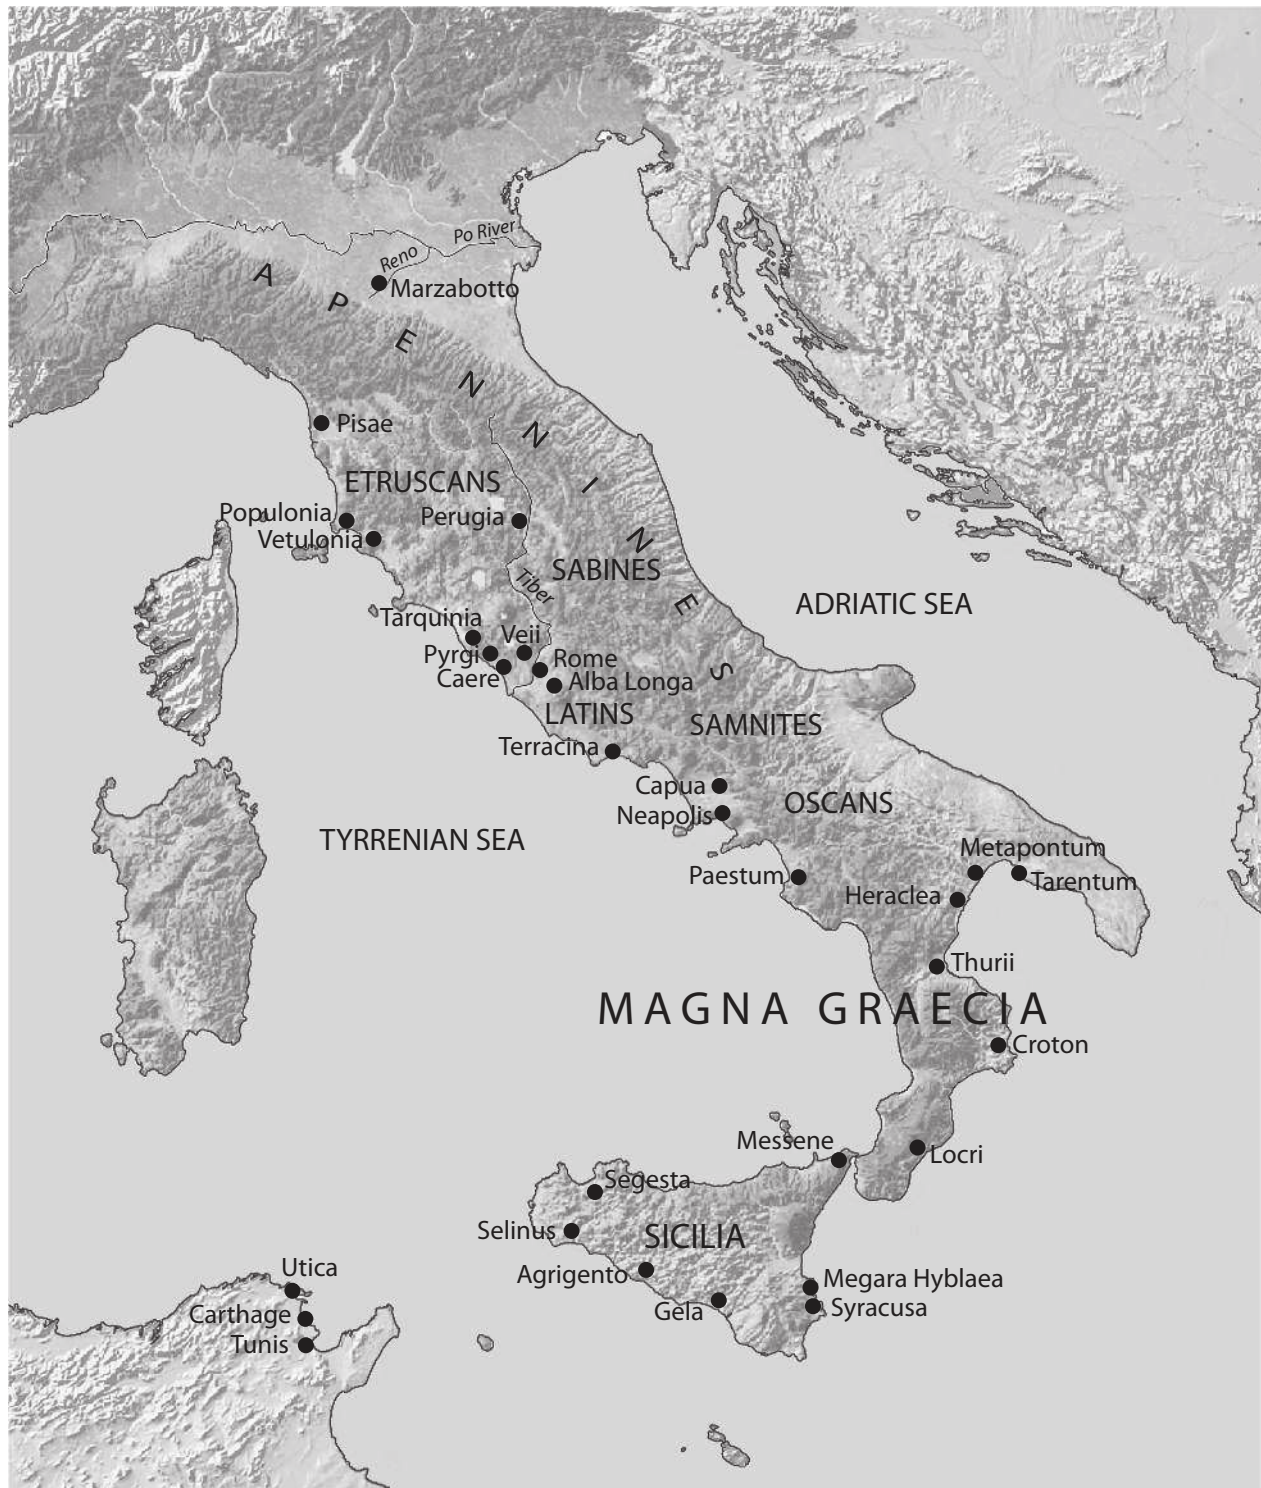 Po River
Reno
Marzabotto
APENNINES
Pisae
ETRUSCANS
Populonia
Perugia
Vetulonia
SABINES
Tiber
ADRIATIC SEA
Tarquinia
Veii
Pyrgi
Rome
Caere
Alba Longa
LATINS
SAMNITES
Terracina
Capua
OSCANS
Neapolis
TYRRENIAN SEA
Metapontum
Paestum
Tarentum
Heraclea
Thurii
MAGNA GRAECIA
Croton
Messene
Locri
Segesta
Selinus
SICILIA
Utica
Agrigento
Megara Hyblaea
Carthage
Gela
Syracusa
Tunis